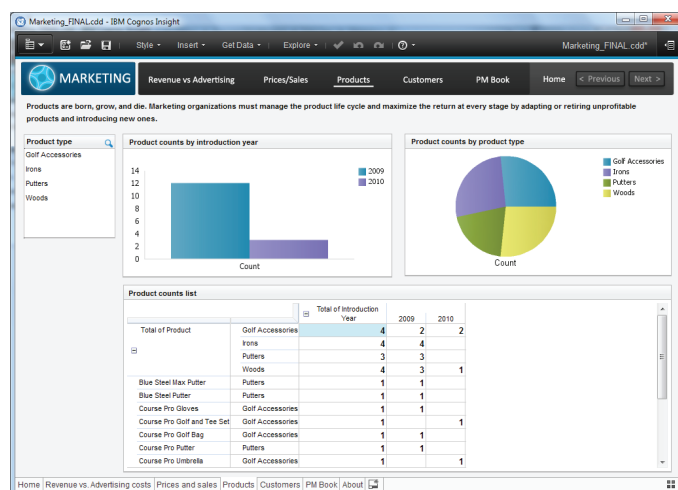 Marketing_FINAL.cdd - IBM Cognos Insight
Style Insert Get Data Explore Marketing_FINAL.cdd*
MARKETING Revenue vs Advertising Prices/Sales Products Customers PM Book Home < Previous Next >
Products are born, grow, and die. Marketing organizations must manage the product life cycle and maximize the return at every stage by adapting or retiring unprofitable
products and introducing new ones.
Product type
Golf Accessories
Irons
Putters
Woods
Product counts by introduction year
14
12
10
8
6
4
2
0
Count
2009
2010
Product counts by product type
Golf Accessories
Irons
Putters
Woods
Count
Product counts list
Total of Introduction
Year 2009 2010
Total of Product Golf Accessories 4 2 2
Irons 4 4
Putters 3 3
Woods 4 3 1
Blue Steel Max Putter Putters 1 1
Blue Steel Putter Putters 1 1
Course Pro Gloves Golf Accessories 1 1
Course Pro Golf and Tee Set Golf Accessories 1 1
Course Pro Golf Bag Golf Accessories 1 1
Course Pro Putter Putters 1 1
Course Pro Umbrella Golf Accessories 1 1
Home Revenue vs. Advertising costs Prices and sales Products Customers PM Book About